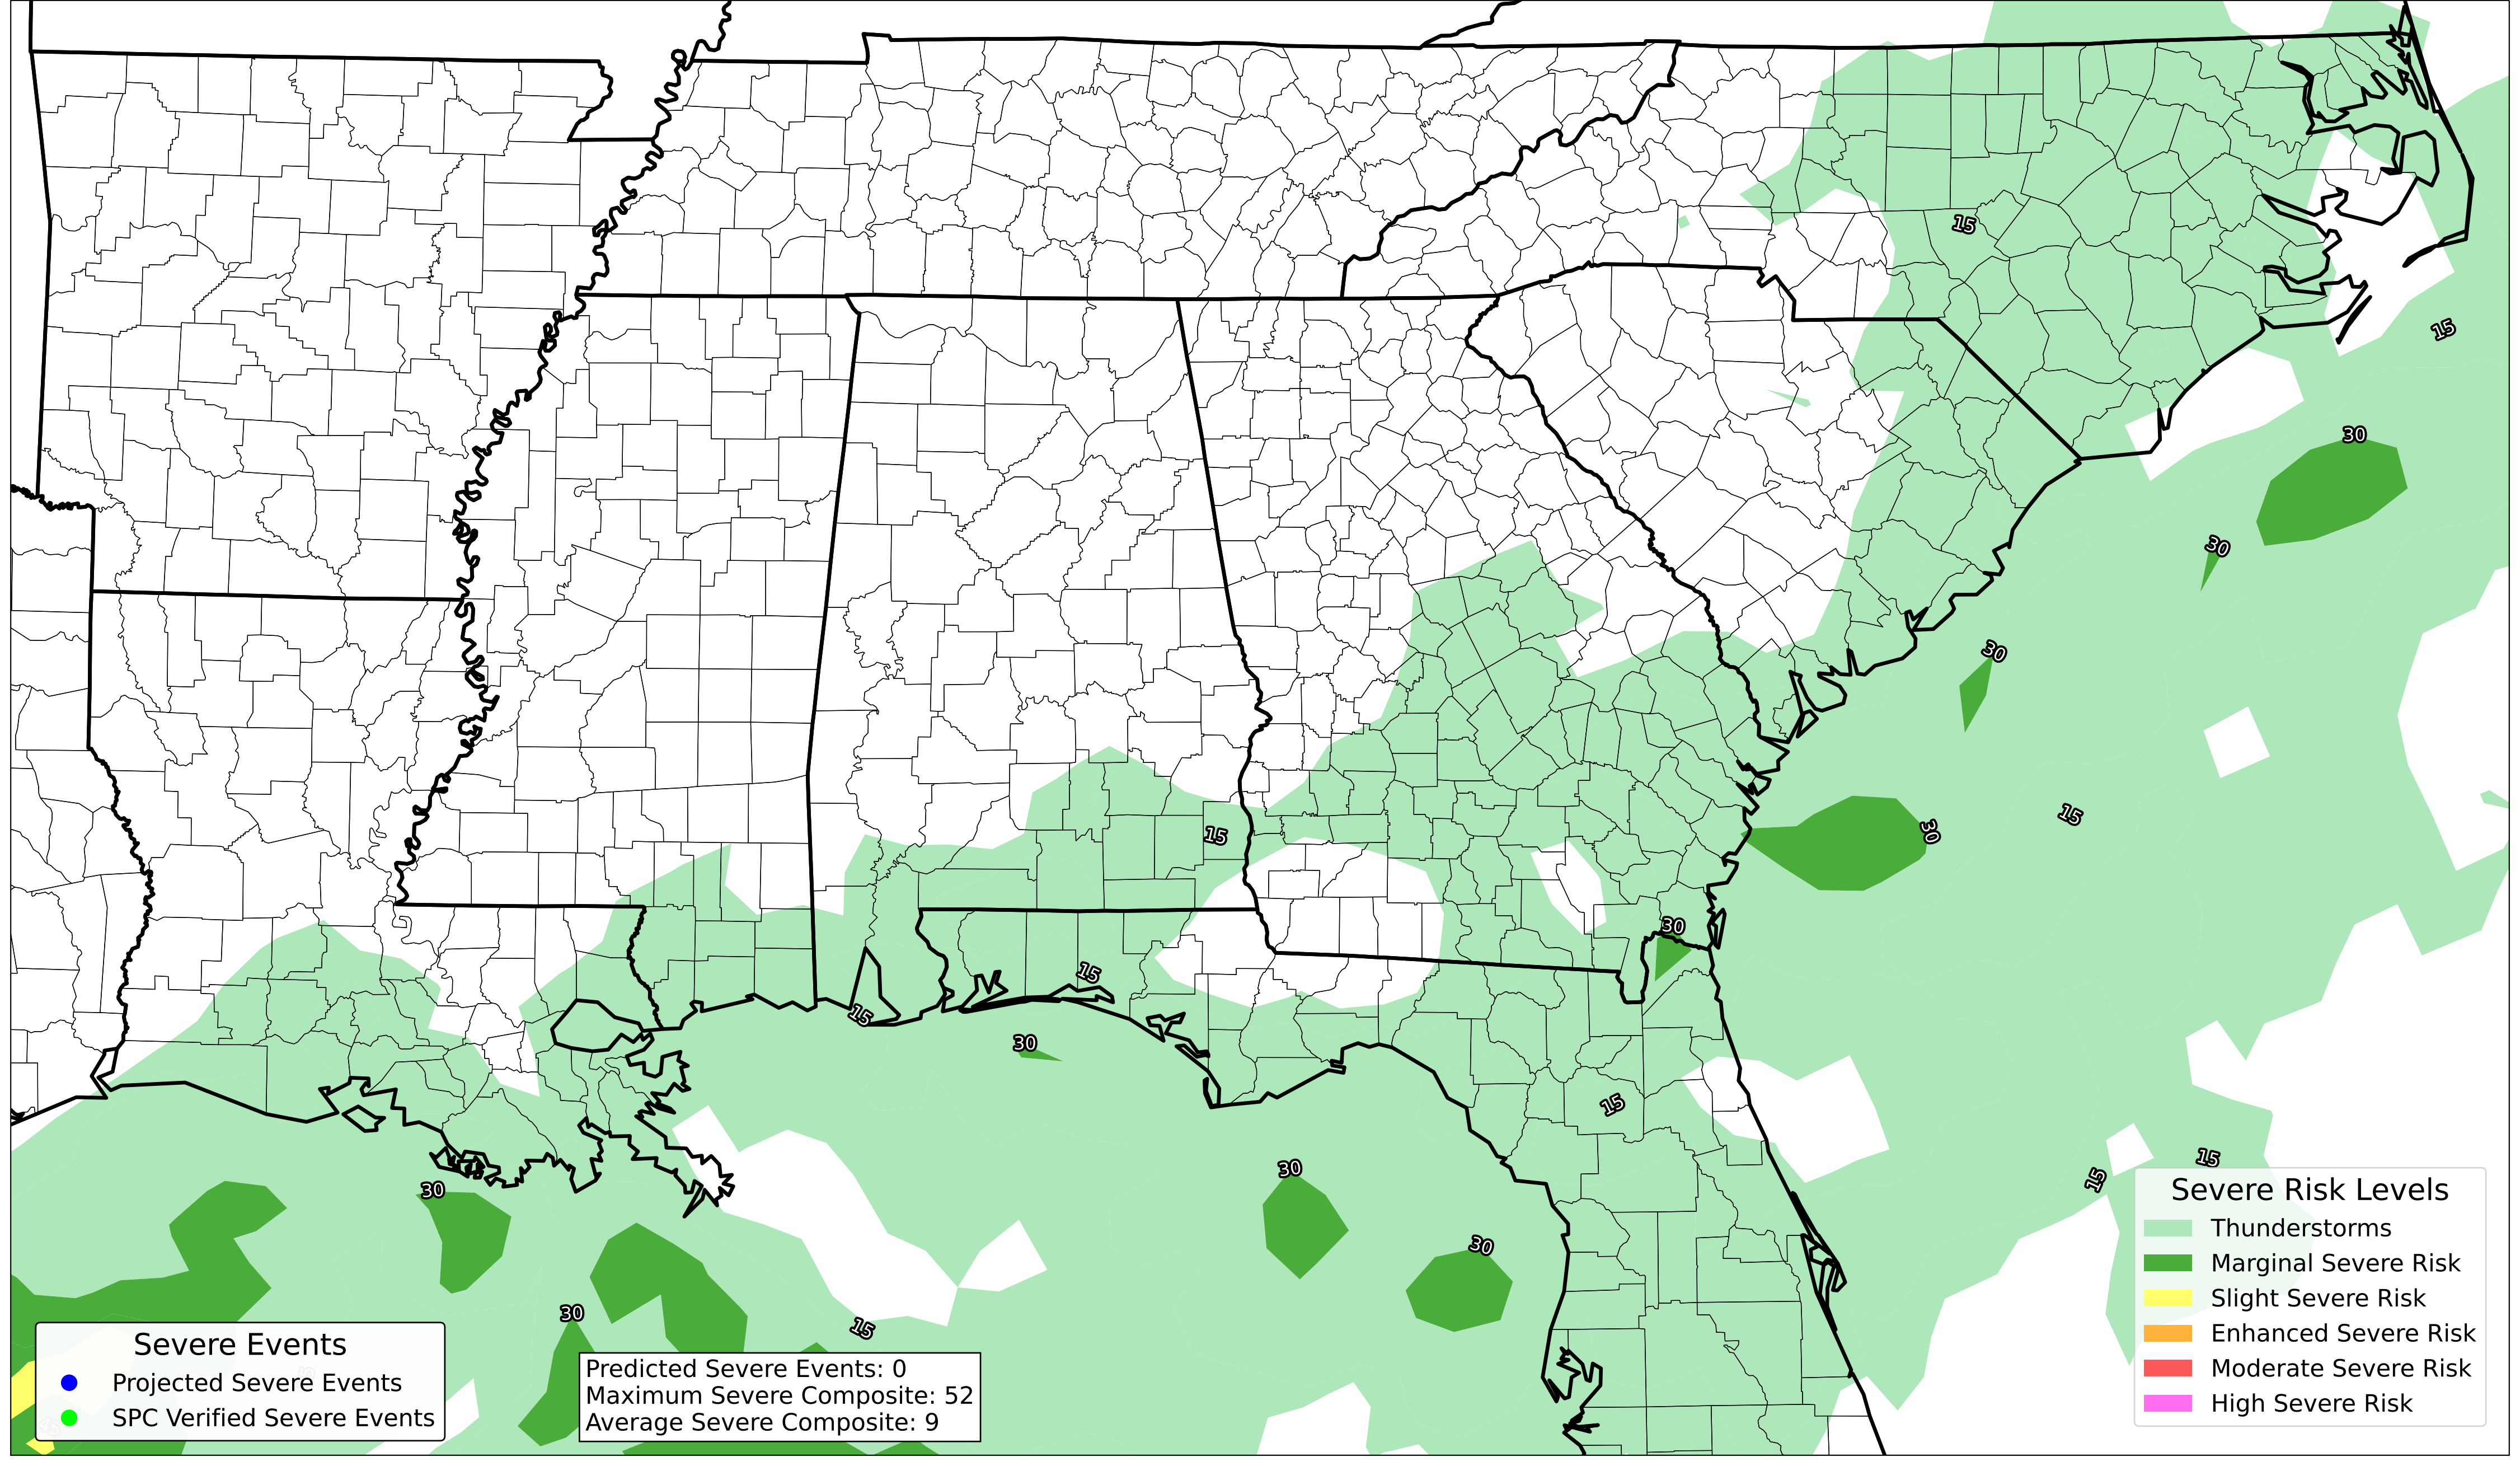 15
15
30
30
30
15
30
15
30
15
15
30
15
30
15
15
30
30
15
30
30
15
Severe Events
Projected Severe Events
SPC Verified Severe Events
Predicted Severe Events: 0
Maximum Severe Composite: 52
Average Severe Composite: 9
Severe Risk Levels
Thunderstorms
Marginal Severe Risk
Slight Severe Risk
Enhanced Severe Risk
Moderate Severe Risk
High Severe Risk